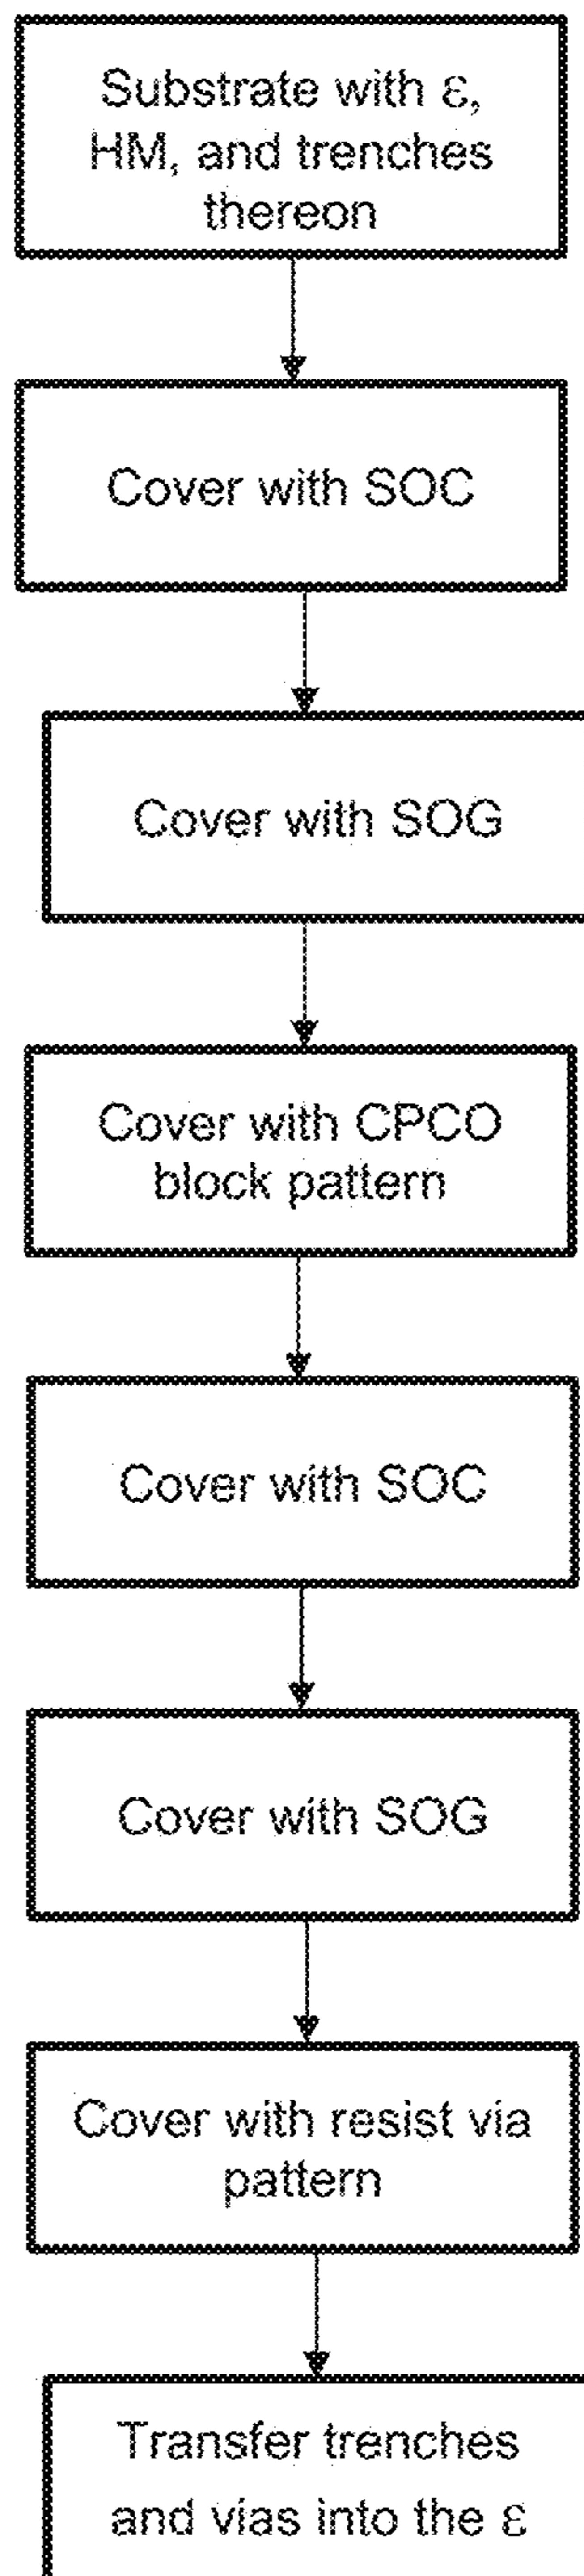 Substrate with ε,
HM, and trenches
thereon
Cover with SOC
Cover with SOG
Cover with CPCO
block pattern
Cover with SOC
Cover with SOG
Cover with resist via
pattern
Transfer trenches
and vias into the ε